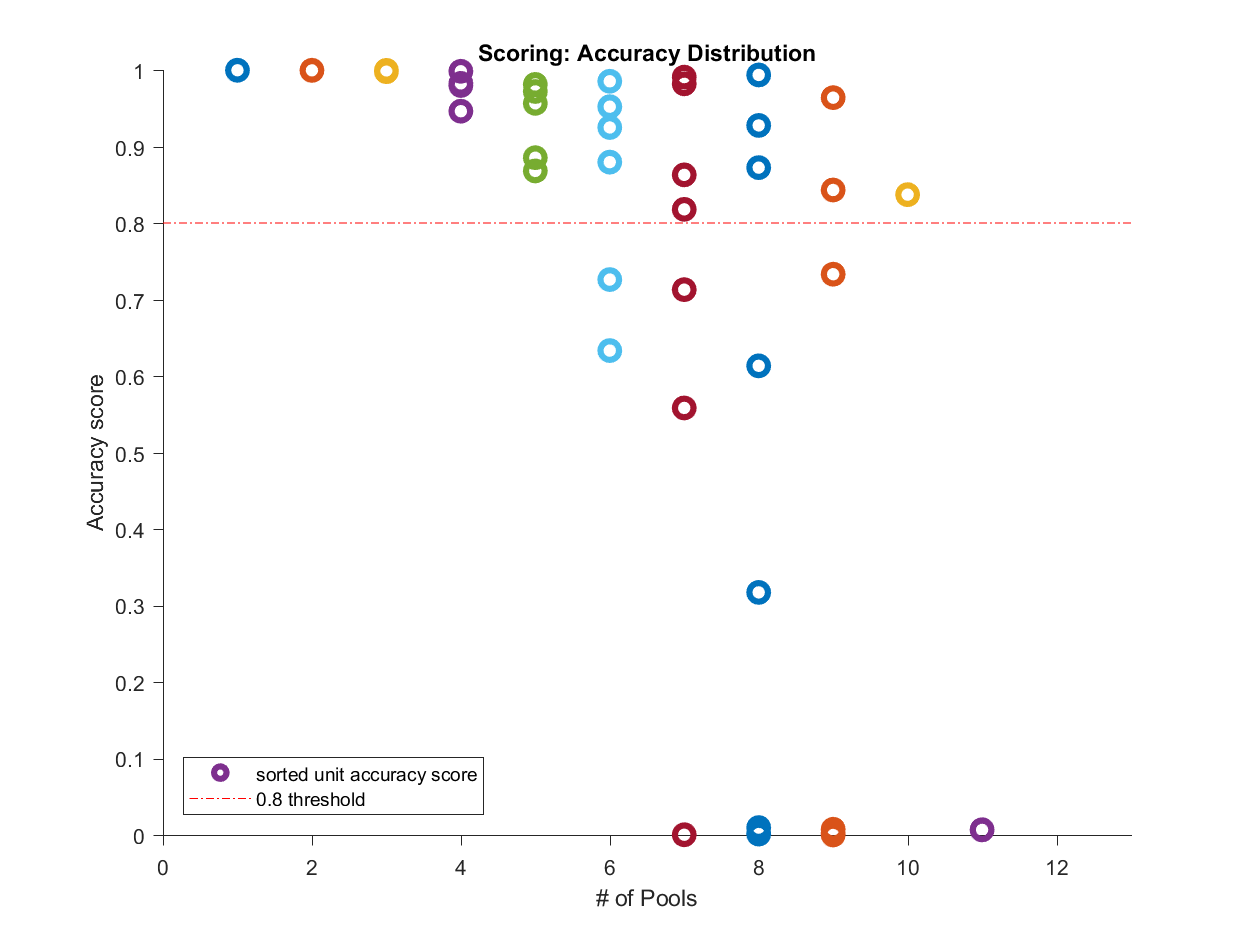 Scoring: Accuracy Distribution
1
0.9
0.8
0.7
0.6
0.5
0.4
0.3
0.2
0.1
0
Accuracy score
sorted unit accuracy score
0.8 threshold
0 2 4 6 8 10 12
# of Pools